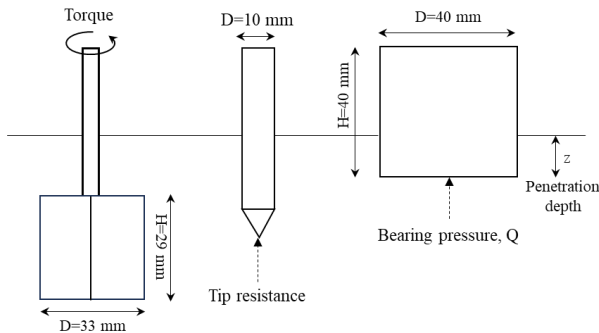 Torque
D=10 mm
D=40 mm
H=40 mm
z
Penetration
depth
H=29 mm
Bearing pressure, Q
Tip resistance
D=33 mm